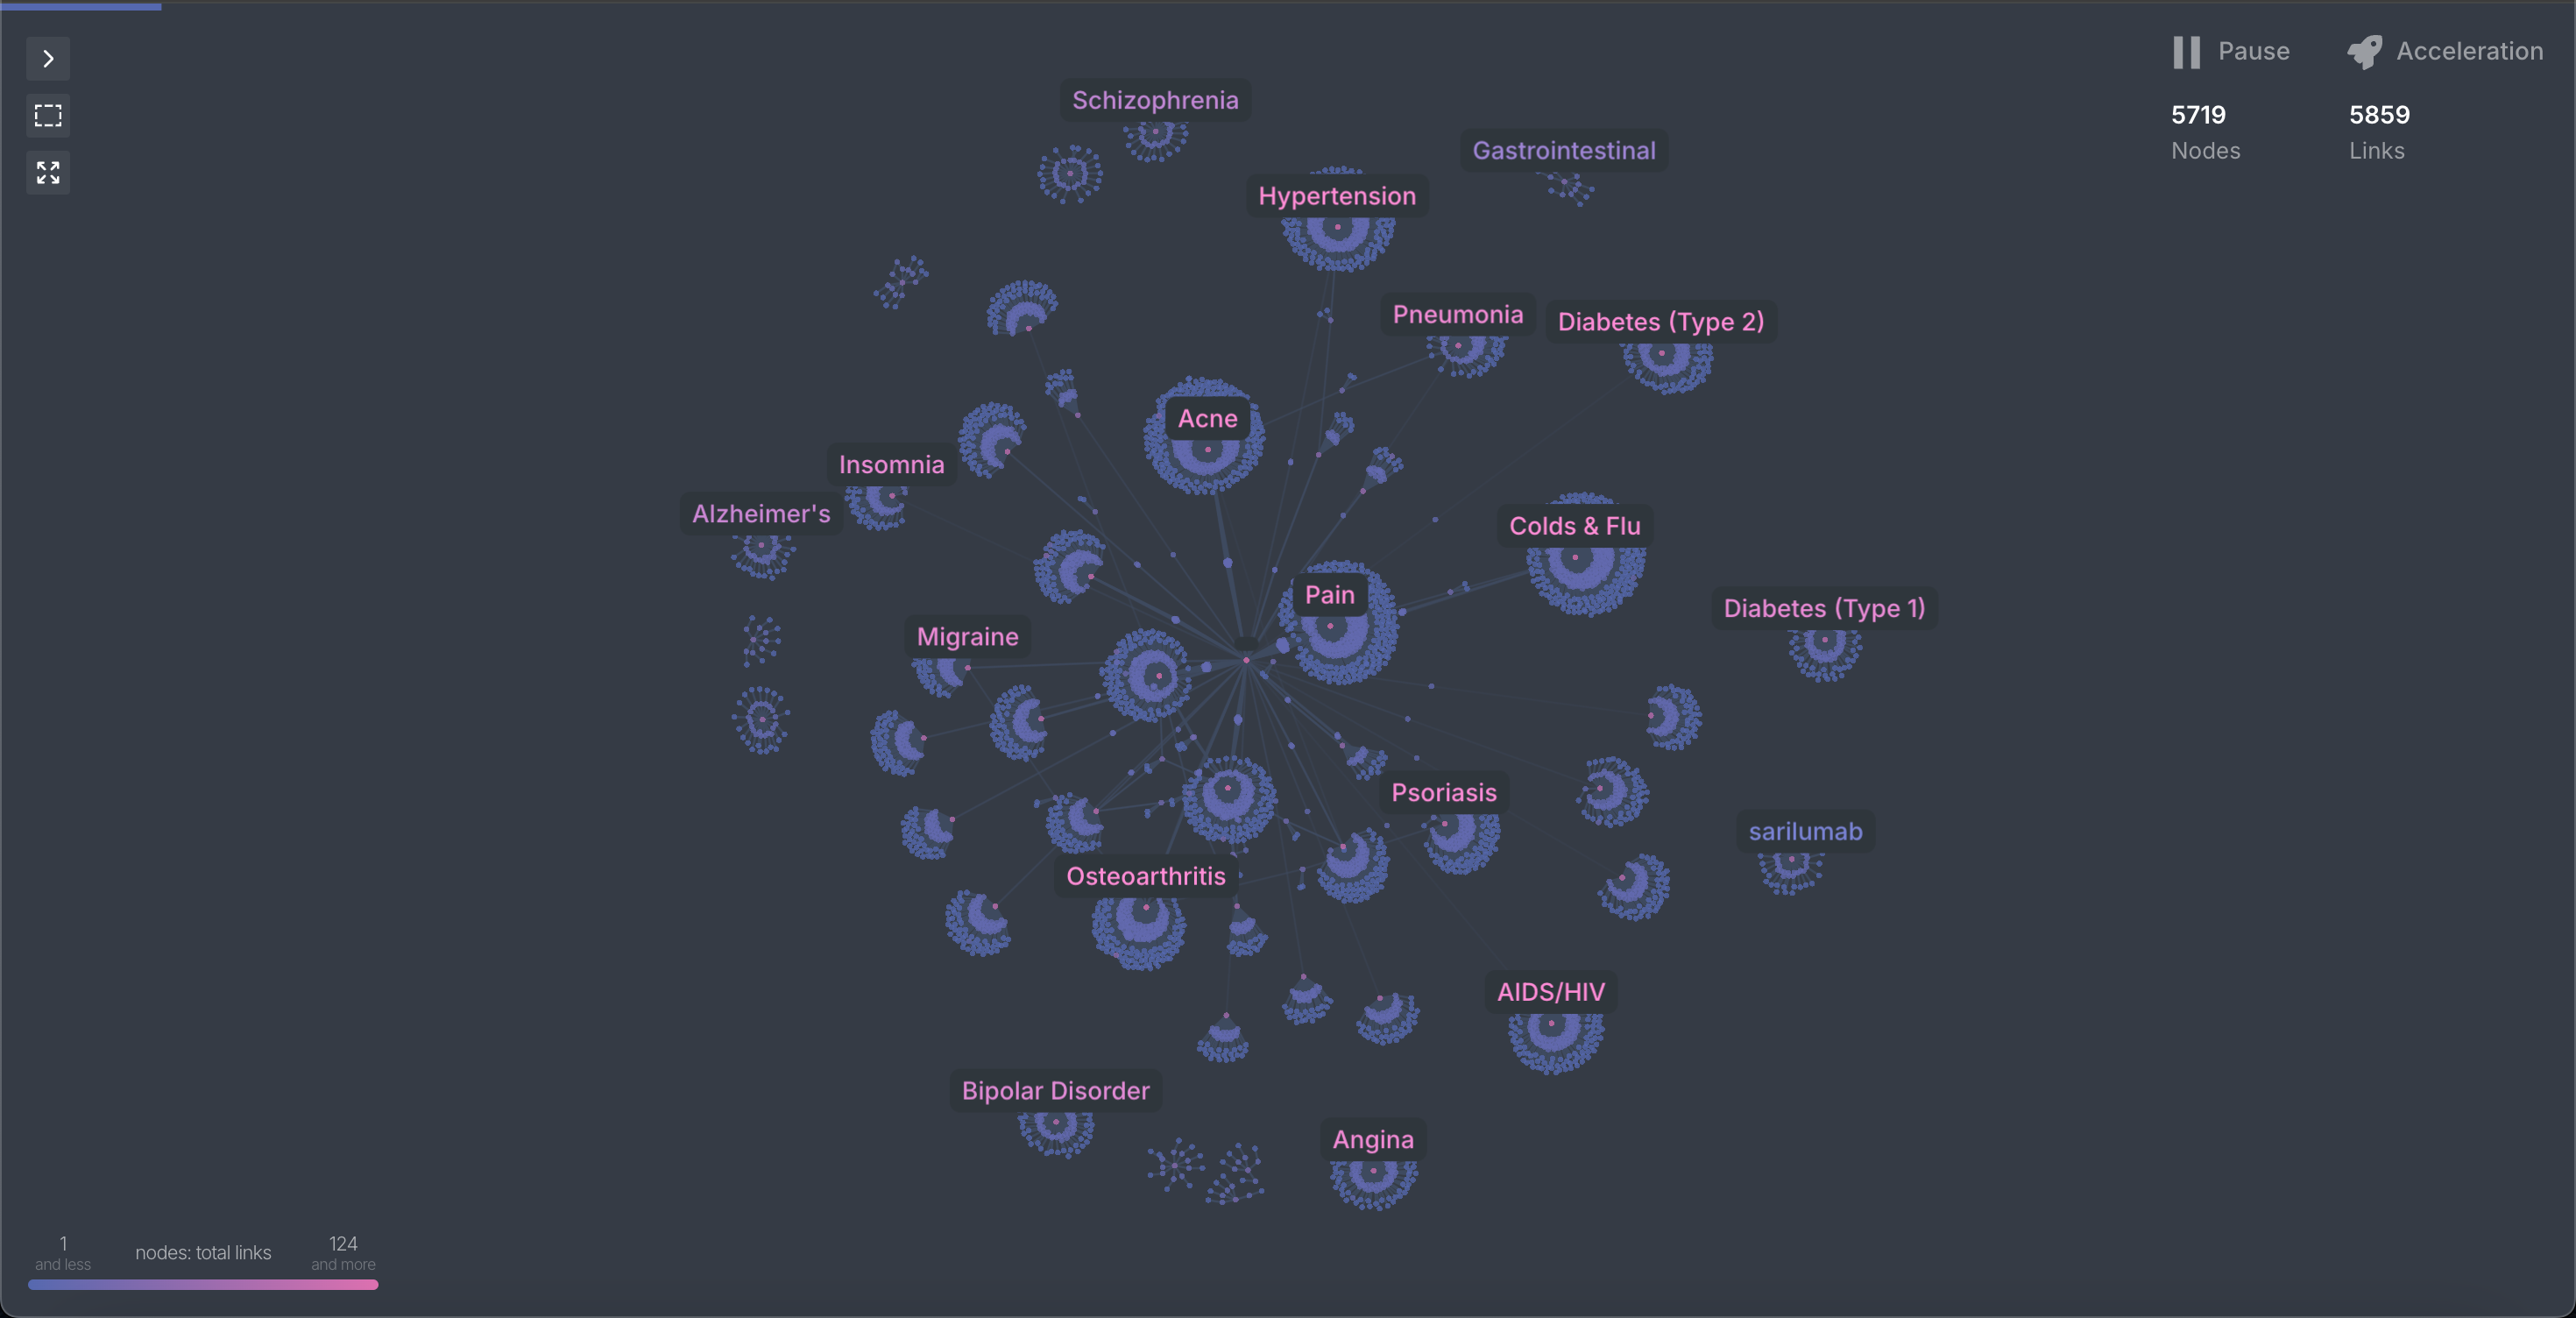 Pause
Acceleration
5719
5859
Nodes
Links
Schizophrenia
Gastrointestinal
Hypertension
Pneumonia
Diabetes (Type 2)
Acne
Insomnia
Alzheimer's
Colds & Flu
Pain
Diabetes (Type 1)
Migraine
Psoriasis
sarilumab
Osteoarthritis
AIDS/HIV
Bipolar Disorder
Angina
1
and less
nodes: total links
124
and more